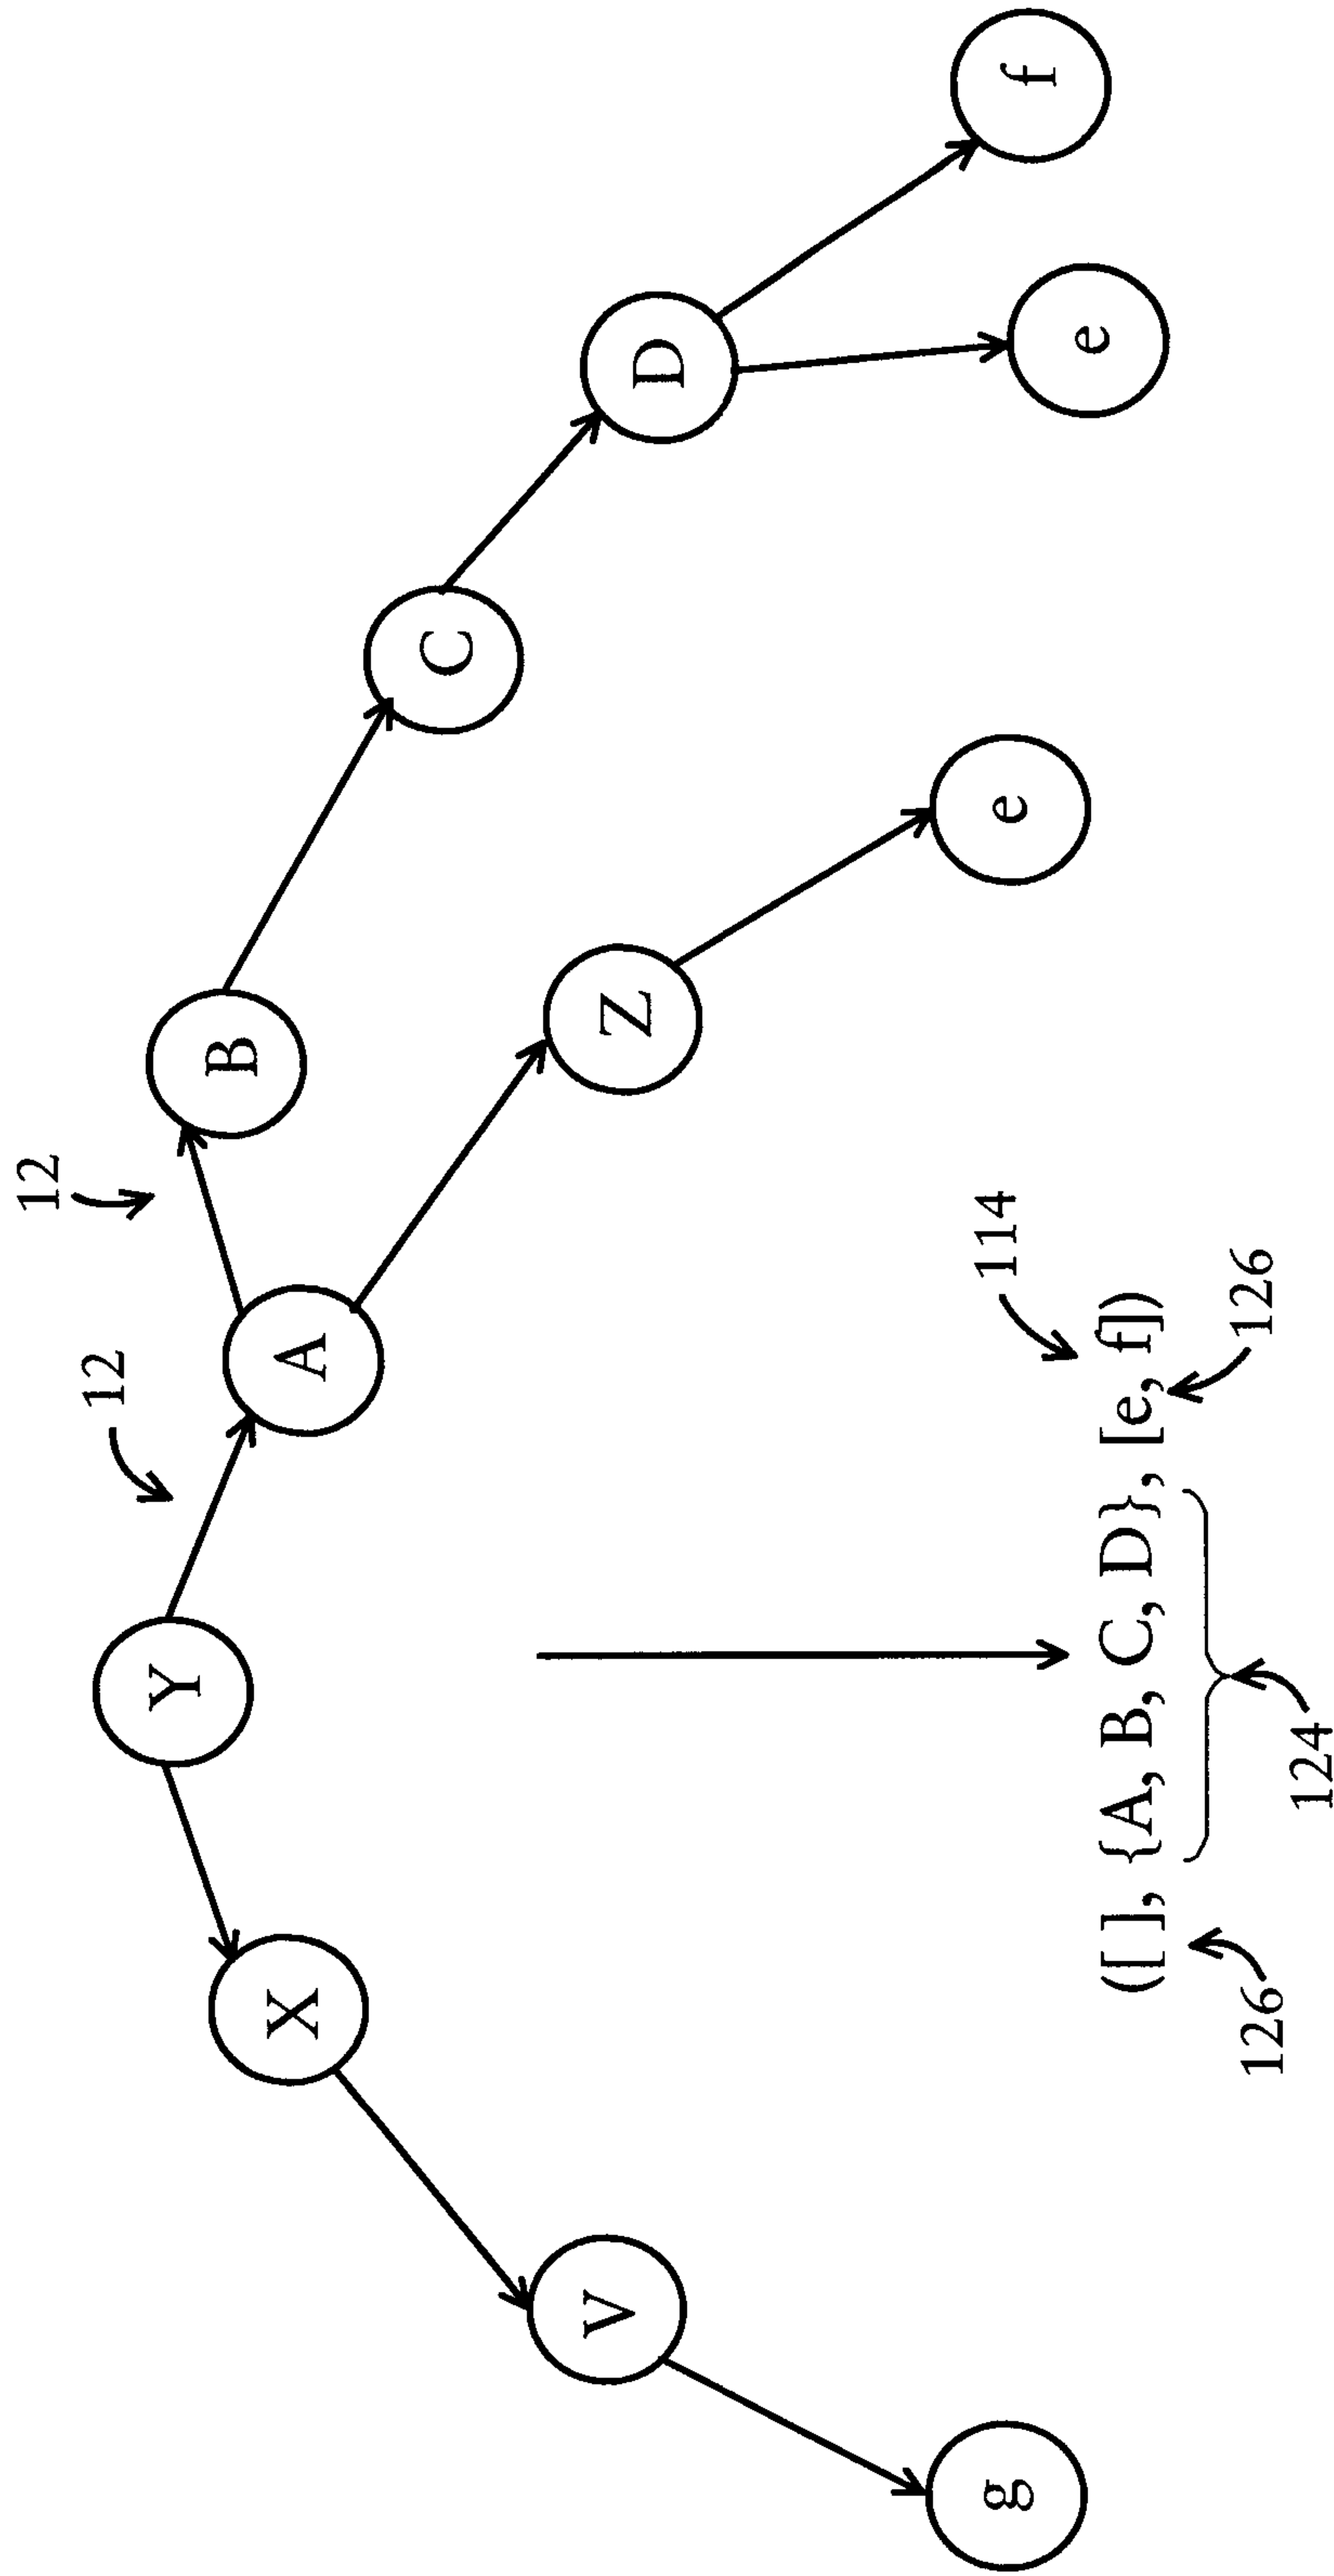 12
12
Y
B
X
A
C
V
Z
D
g
114
e
f
e
([ ], {A, B, C, D}, [e, f])
126
126
124